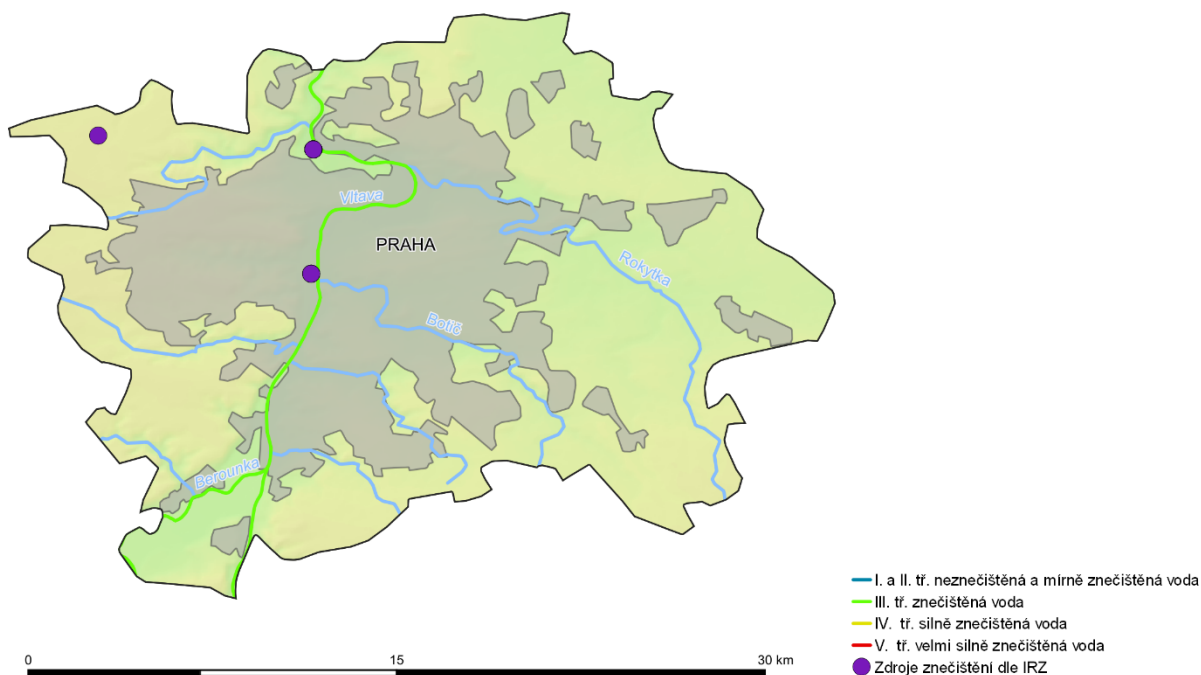 Vltava
PRAHA
Rokytka
Botič
Berounka
I. a II. tř. neznečištěná a mírně znečištěná voda
III. tř. znečištěná voda
IV. tř. silně znečištěná voda
V. tř. velmi silně znečištěná voda
Zdroje znečištění dle IRZ
0 15 30 km